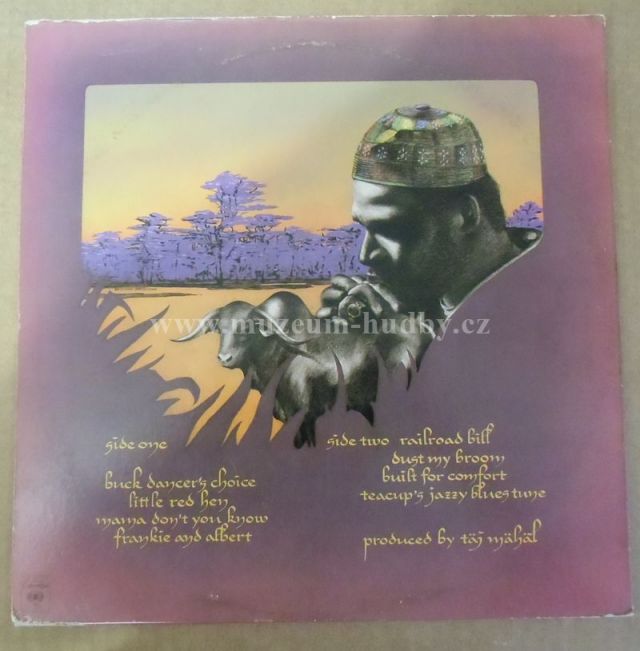 www.muzeum-hudby.cz
side one
buck dancer's choice
little red hen
mama don't you know
frankie and albert
side two railroad bill
dust my broom
built for comfort
teacup's jazzy blues tune
produced by taj mahal